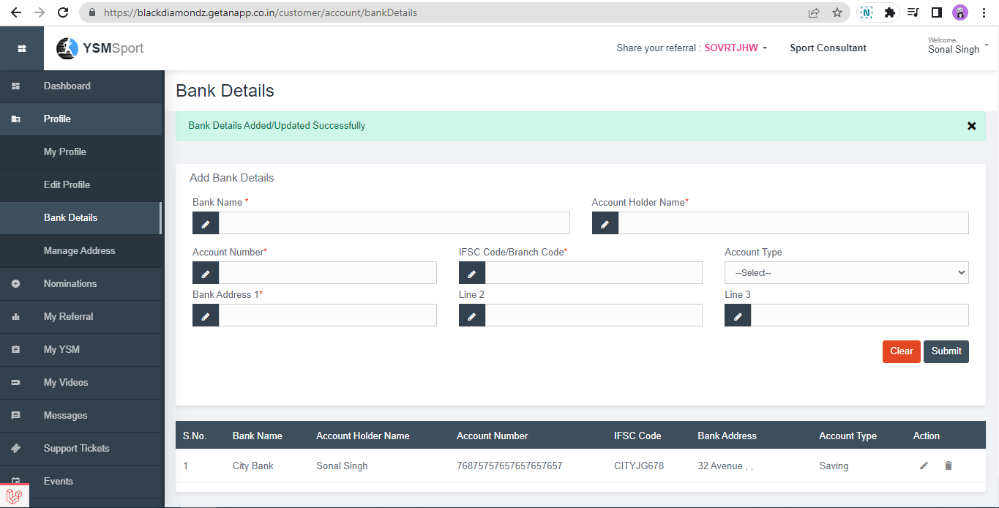 https://blackdiamondz.getanapp.co.in/customer/account/bankDetails
YSMSport
Share your referral : SOVRTJHW
Sport Consultant
Welcome,
Sonal Singh
Dashboard
Profile
My Profile
Edit Profile
Bank Details
Manage Address
Nominations
My Referral
My YSM
My Videos
Messages
Support Tickets
Events
Bank Details
Bank Details Added/Updated Successfully
Add Bank Details
Bank Name * Account Holder Name*
Account Number* IFSC Code/Branch Code* Account Type
--Select--
Bank Address 1* Line 2 Line 3
Clear Submit
S.No. Bank Name Account Holder Name Account Number IFSC Code Bank Address Account Type Action
1 City Bank Sonal Singh 76875757657657657657 CITYJG678 32 Avenue , , Saving